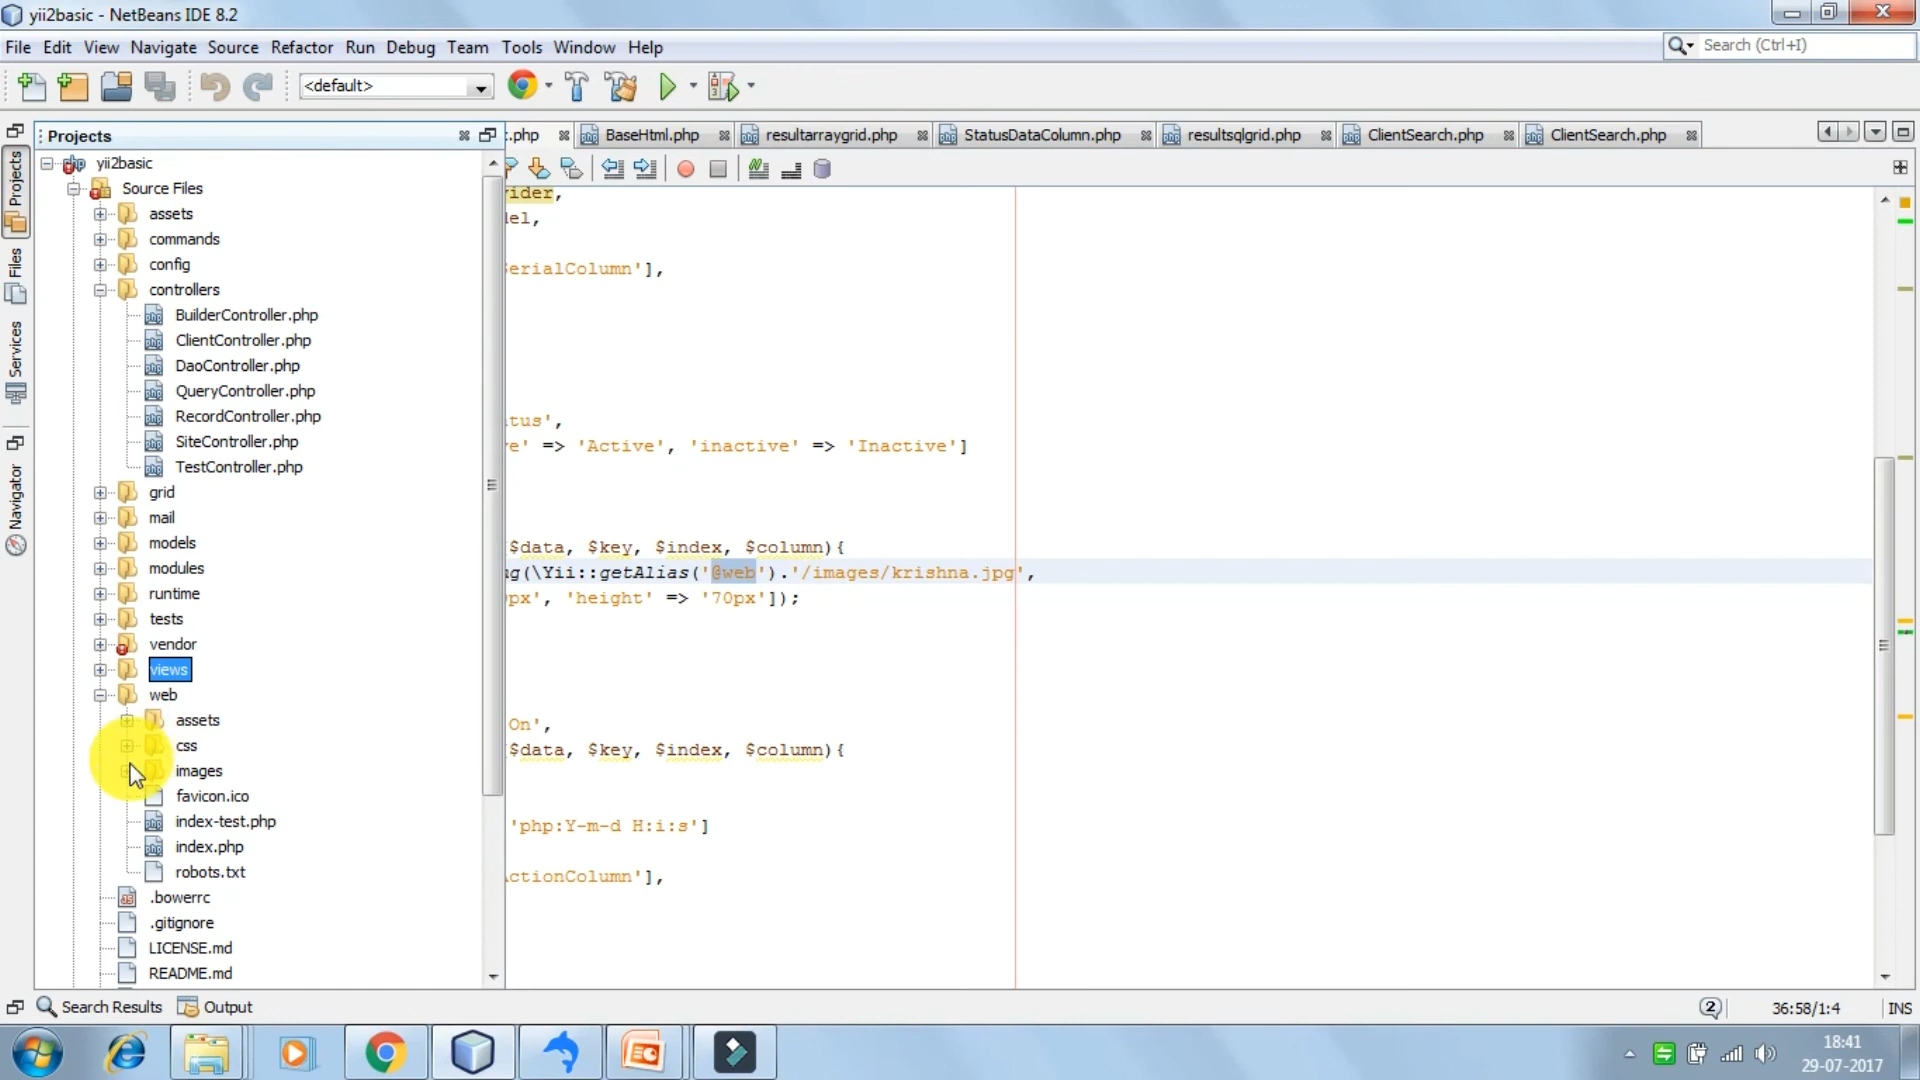 yii2basic - NetBeans IDE 8.2
File Edit View Navigate Source Refactor Run Debug Team Tools Window Help
Search (Ctrl+I)
<default>
Projects
.php BaseHtml.php resultarraygrid.php StatusDataColumn.php resultsqlgrid.php ClientSearch.php ClientSearch.php
Projects
Files
Services
Navigator
yii2basic
Source Files
assets
commands
config
controllers
BuilderController.php
ClientController.php
DaoController.php
QueryController.php
RecordController.php
SiteController.php
TestController.php
grid
mail
models
modules
runtime
tests
vendor
views
web
assets
css
images
favicon.ico
index-test.php
index.php
robots.txt
.bowerrc
.gitignore
LICENSE.md
README.md
vider,
del,
SerialColumn'],
tus',
e' => 'Active', 'inactive' => 'Inactive']
($data, $key, $index, $column){
mg(\Yii::getAlias('@web').'/images/krishna.jpg',
px', 'height' => '70px']);
On',
($data, $key, $index, $column){
'php:Y-m-d H:i:s']
ActionColumn'],
Search Results Output
2
36:58/1:4 INS
18:41
29-07-2017